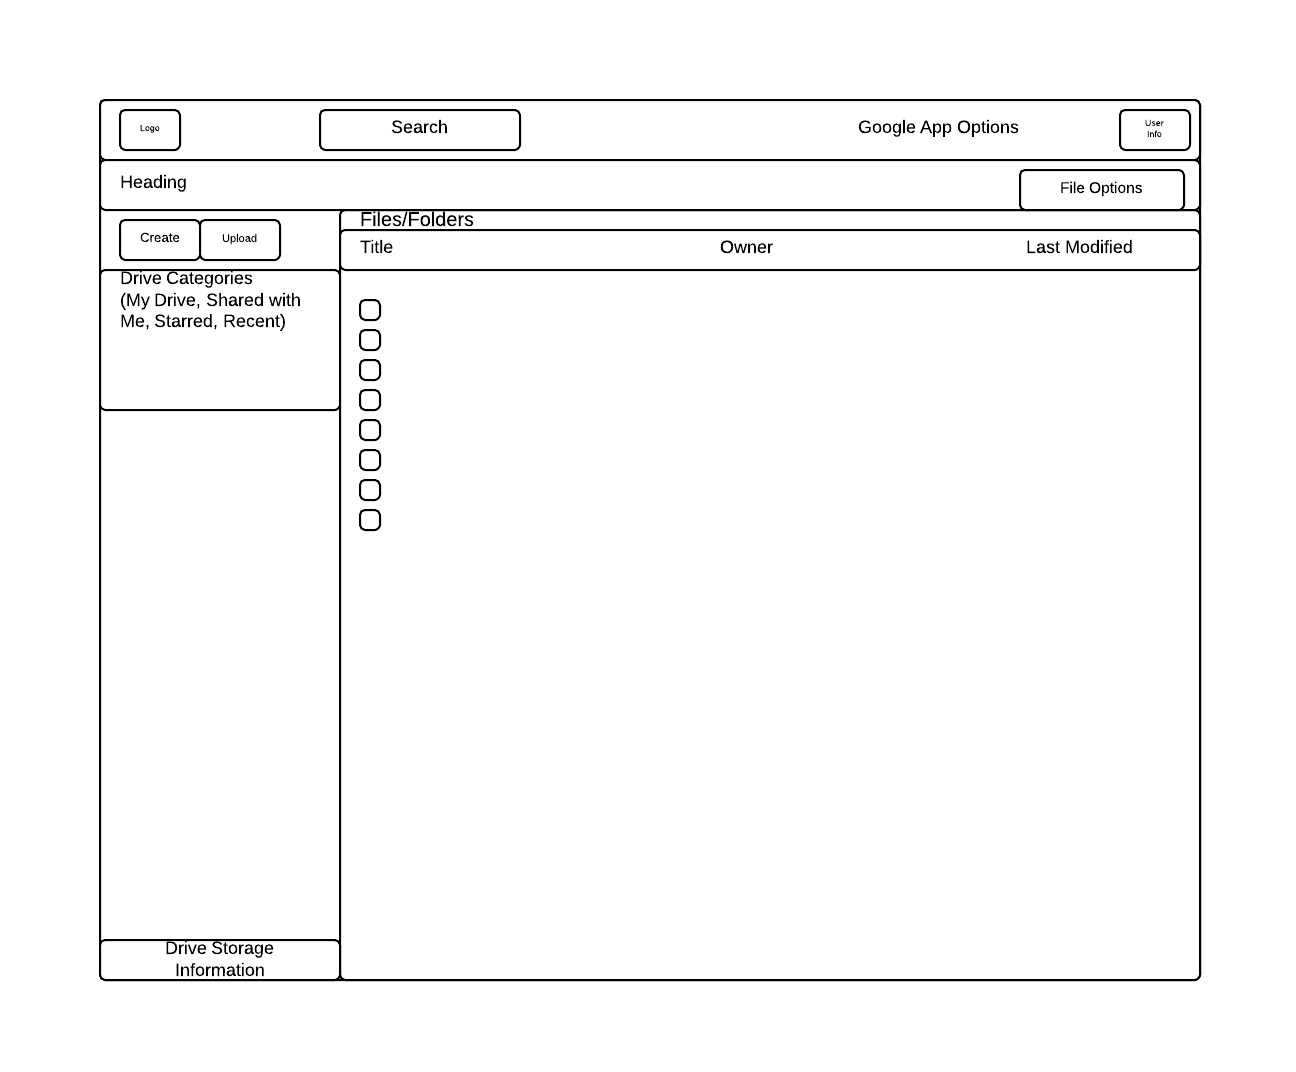 Logo
Search
Google App Options
User
Info
Heading
File Options
Create
Upload
Files/Folders
Title
Owner
Last Modified
Drive Categories
(My Drive, Shared with
Me, Starred, Recent)
Drive Storage
Information